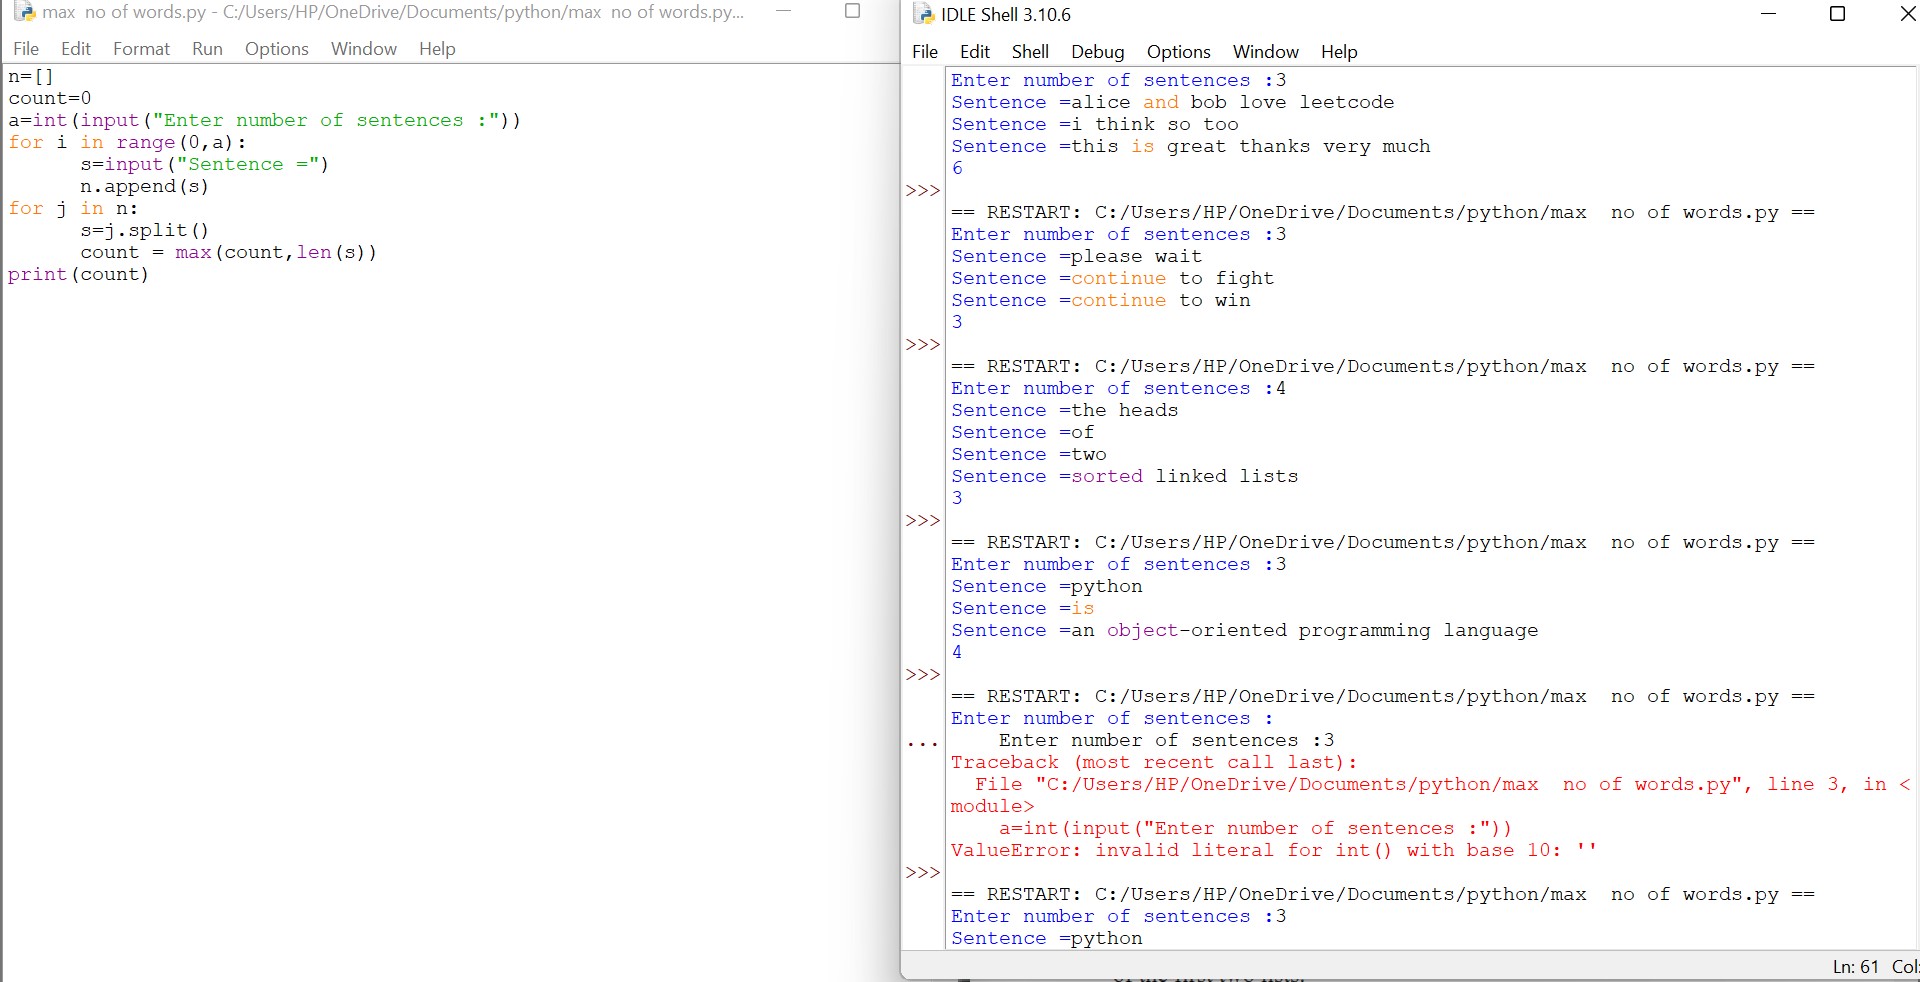 max  no of words.py - C:/Users/HP/OneDrive/Documents/python/max  no of words.py...
File Edit Format Run Options Window Help
n=[]
count=0
a=int(input("Enter number of sentences :"))
for i in range(0,a):
      s=input("Sentence =")
      n.append(s)
for j in n:
      s=j.split()
      count = max(count,len(s))
print(count)
IDLE Shell 3.10.6
File Edit Shell Debug Options Window Help
Enter number of sentences :3
Sentence =alice and bob love leetcode
Sentence =i think so too
Sentence =this is great thanks very much
6
>>>
== RESTART: C:/Users/HP/OneDrive/Documents/python/max  no of words.py ==
Enter number of sentences :3
Sentence =please wait
Sentence =continue to fight
Sentence =continue to win
3
>>>
== RESTART: C:/Users/HP/OneDrive/Documents/python/max  no of words.py ==
Enter number of sentences :4
Sentence =the heads
Sentence =of
Sentence =two
Sentence =sorted linked lists
3
>>>
== RESTART: C:/Users/HP/OneDrive/Documents/python/max  no of words.py ==
Enter number of sentences :3
Sentence =python
Sentence =is
Sentence =an object-oriented programming language
4
>>>
== RESTART: C:/Users/HP/OneDrive/Documents/python/max  no of words.py ==
Enter number of sentences :
...     Enter number of sentences :3
Traceback (most recent call last):
  File "C:/Users/HP/OneDrive/Documents/python/max  no of words.py", line 3, in <
module>
    a=int(input("Enter number of sentences :"))
ValueError: invalid literal for int() with base 10: ''
>>>
== RESTART: C:/Users/HP/OneDrive/Documents/python/max  no of words.py ==
Enter number of sentences :3
Sentence =python
Ln: 61 Col: